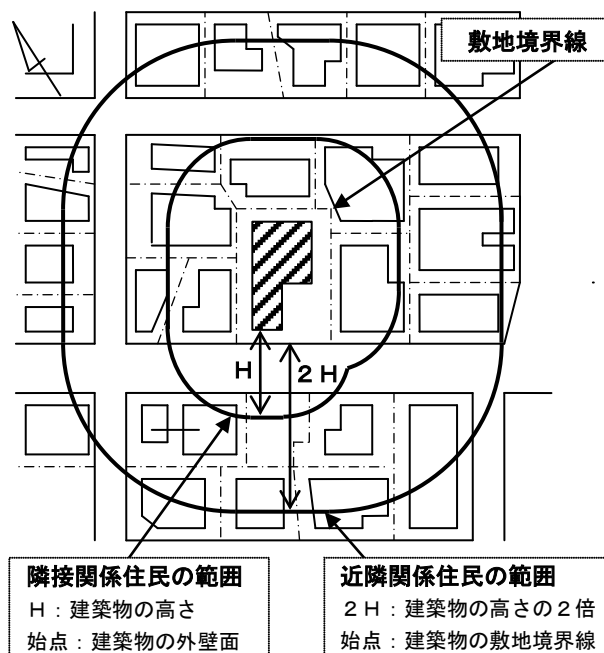 敷地境界線
H
２H
隣接関係住民の範囲
H：建築物の高さ
始点：建築物の外壁面
近隣関係住民の範囲
２H：建築物の高さの２倍
始点：建築物の敷地境界線